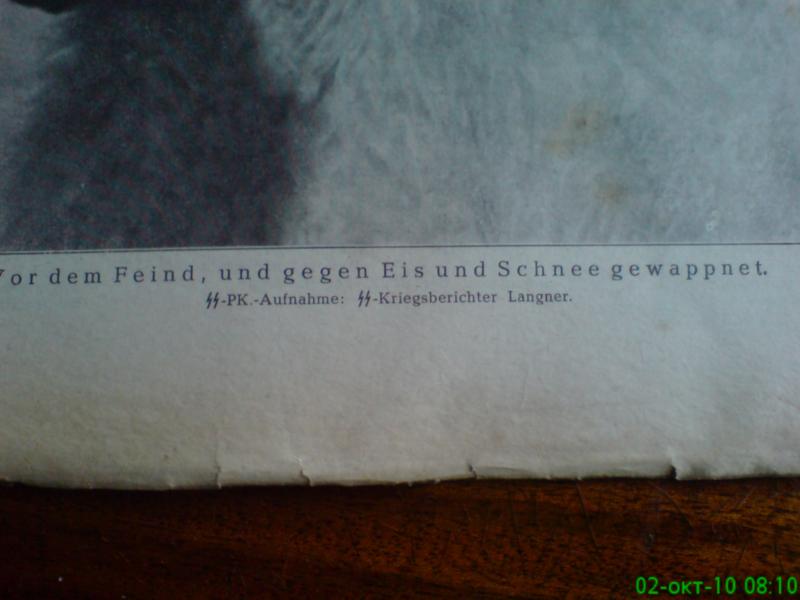 Vor dem Feind, und gegen Eis und Schnee gewappnet.
ᛋᛋ-PK.-Aufnahme: ᛋᛋ-Kriegsberichter Langner.
02-окт-10 08:10